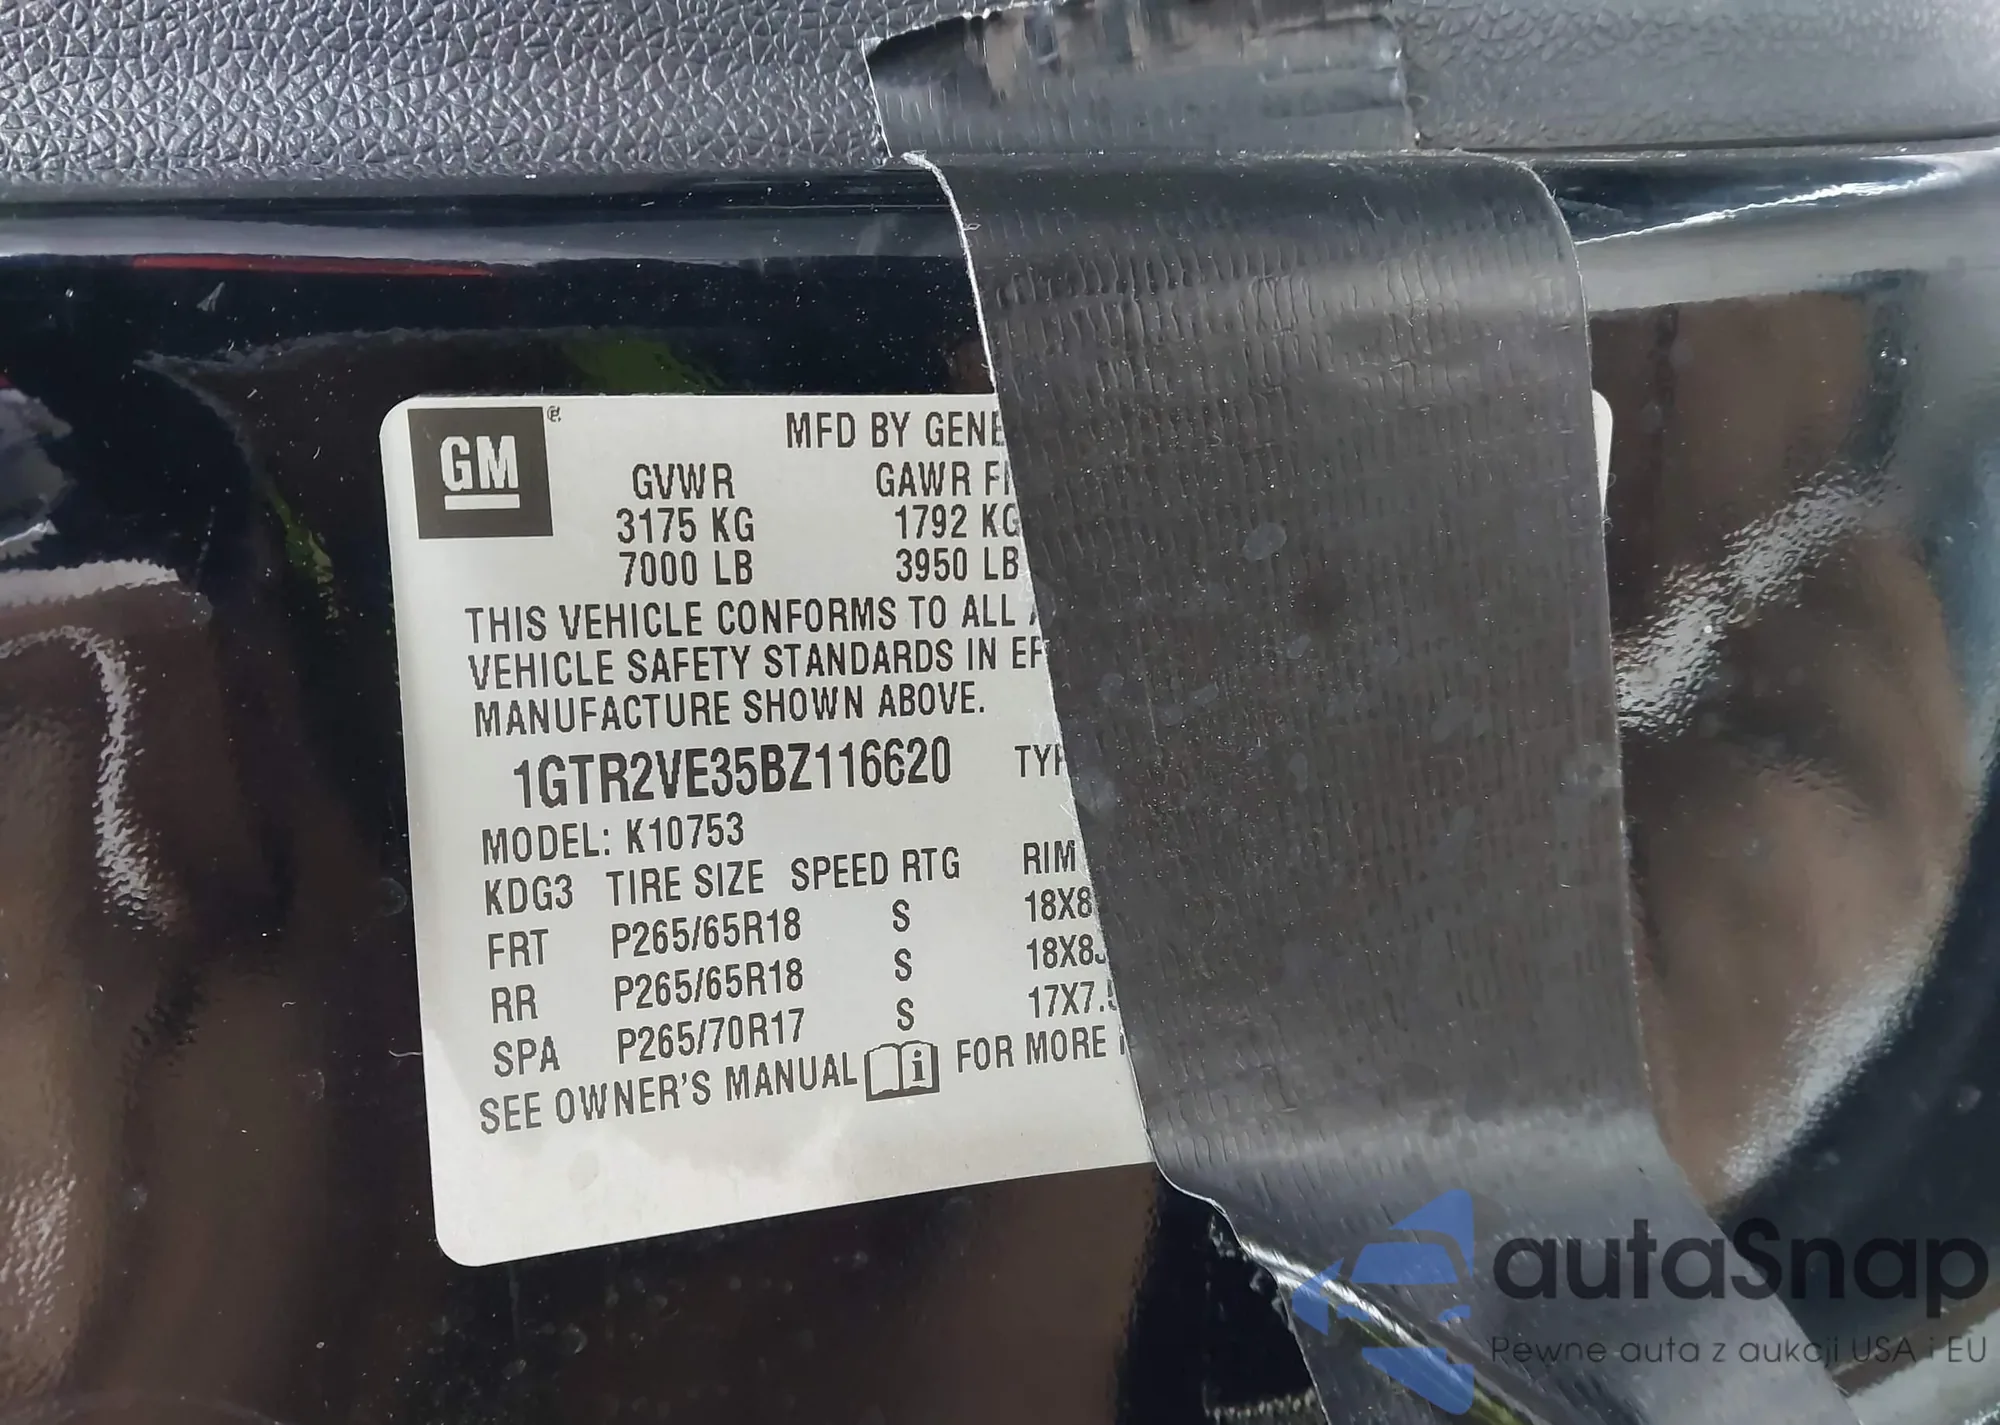 GM ®
MFD BY GENE
GVWR GAWR F
3175 KG 1792 KG
7000 LB 3950 LB
THIS VEHICLE CONFORMS TO ALL
VEHICLE SAFETY STANDARDS IN EF
MANUFACTURE SHOWN ABOVE.
1GTR2VE35BZ116620 TYP
MODEL: K10753
KDG3 TIRE SIZE SPEED RTG RIM
FRT P265/65R18 S 18X8
RR P265/65R18 S 18X8J
SPA P265/70R17 S 17X7.5
SEE OWNER'S MANUAL i FOR MORE
autaSnap
Pewne auta z aukcji USA i EU